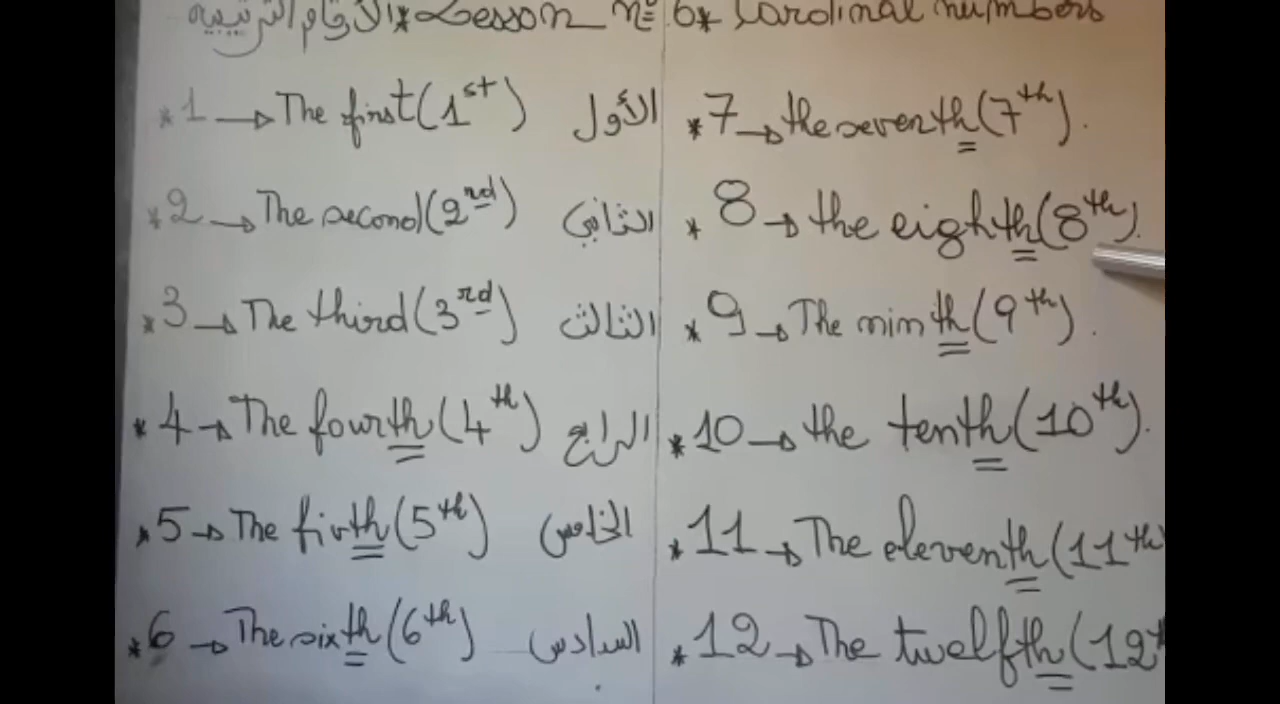 الأرقام الترتيبية * Lesson n= 6 * Cardinal numbers
*1 → The first (1st) الأول
*2 → The second (2nd) الثاني
*3 → The third (3rd) الثالث
*4 → The fourth (4th) الرابع
*5 → The fivth (5th) الخامس
*6 → The sixth (6th) السادس
*7 → the seventh (7th).
*8 → the eighth (8th).
*9 → The ninth (9th).
*10 → the tenth (10th).
*11 → The eleventh (11th
*12 → The twelfth (12t